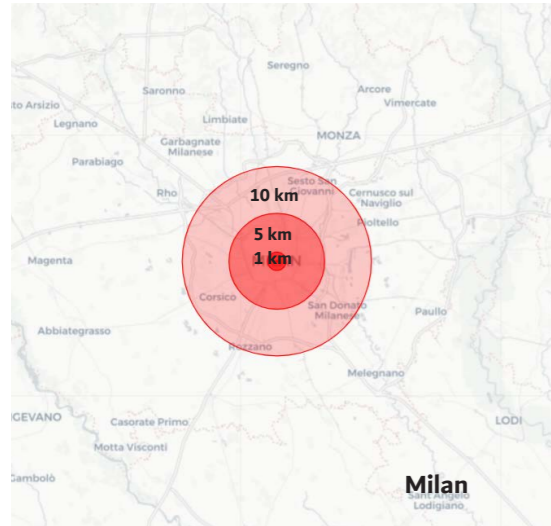 Seregno
Saronno
Arcore
to Arsizio
Vimercate
Legnano
Limbiate
MONZA
Garbagnate
Milanese
Parabiago
Sesto San
Giovanni
Rho
10 km
Cernusco sul
Naviglio
Pioltello
5 km
Magenta
1 km
Corsico
San Donato
Milanese
Paullo
Abbiategrasso
Rozzano
Melegnano
GEVANO
Casorate Primo
LODI
Motta Visconti
Gambolò
Milan
Sant'Angelo
Lodigiano